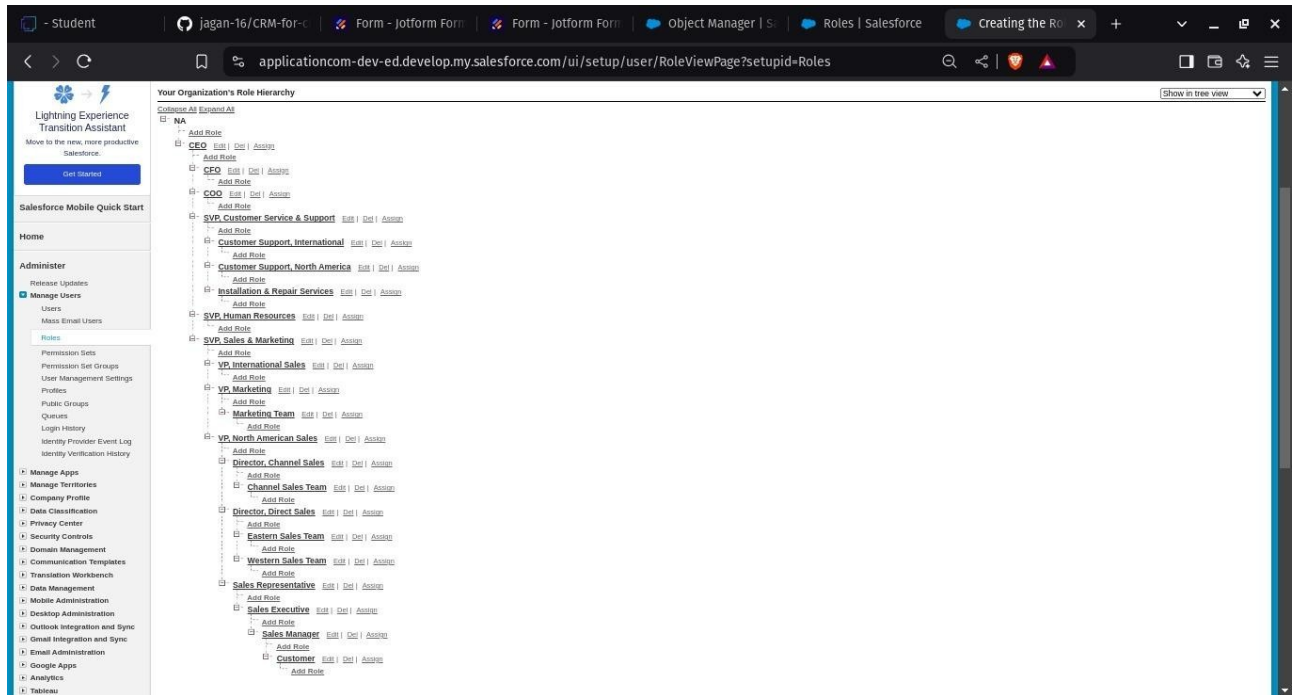 - Student
jagan-16/CRM-for-c
Form - Jotform Form
Form - Jotform Form
Object Manager | S
Roles | Salesforce
Creating the Ro
applicationcom-dev-ed.develop.my.salesforce.com/ui/setup/user/RoleViewPage?setupid=Roles
Lightning Experience
Transition Assistant
Move to the new, more productive
Salesforce.
Get Started
Salesforce Mobile Quick Start
Home
Administer
Release Updates
Manage Users
Users
Mass Email Users
Roles
Permission Sets
Permission Set Groups
User Management Settings
Profiles
Public Groups
Queues
Login History
Identity Provider Event Log
Identity Verification History
Manage Apps
Manage Territories
Company Profile
Data Classification
Privacy Center
Security Controls
Domain Management
Communication Templates
Translation Workbench
Data Management
Mobile Administration
Desktop Administration
Outlook Integration and Sync
Gmail Integration and Sync
Email Administration
Google Apps
Analytics
Tableau
Your Organization's Role Hierarchy
Show in tree view
Collapse All Expand All
NA
Add Role
CEO Edit | Del | Assign
Add Role
CFO Edit | Del | Assign
Add Role
COO Edit | Del | Assign
Add Role
SVP, Customer Service & Support Edit | Del | Assign
Add Role
Customer Support, International Edit | Del | Assign
Add Role
Customer Support, North America Edit | Del | Assign
Add Role
Installation & Repair Services Edit | Del | Assign
Add Role
SVP, Human Resources Edit | Del | Assign
Add Role
SVP, Sales & Marketing Edit | Del | Assign
Add Role
VP, International Sales Edit | Del | Assign
Add Role
VP, Marketing Edit | Del | Assign
Add Role
Marketing Team Edit | Del | Assign
Add Role
VP, North American Sales Edit | Del | Assign
Add Role
Director, Channel Sales Edit | Del | Assign
Add Role
Channel Sales Team Edit | Del | Assign
Add Role
Director, Direct Sales Edit | Del | Assign
Add Role
Eastern Sales Team Edit | Del | Assign
Add Role
Western Sales Team Edit | Del | Assign
Add Role
Sales Representative Edit | Del | Assign
Add Role
Sales Executive Edit | Del | Assign
Add Role
Sales Manager Edit | Del | Assign
Add Role
Customer Edit | Del | Assign
Add Role